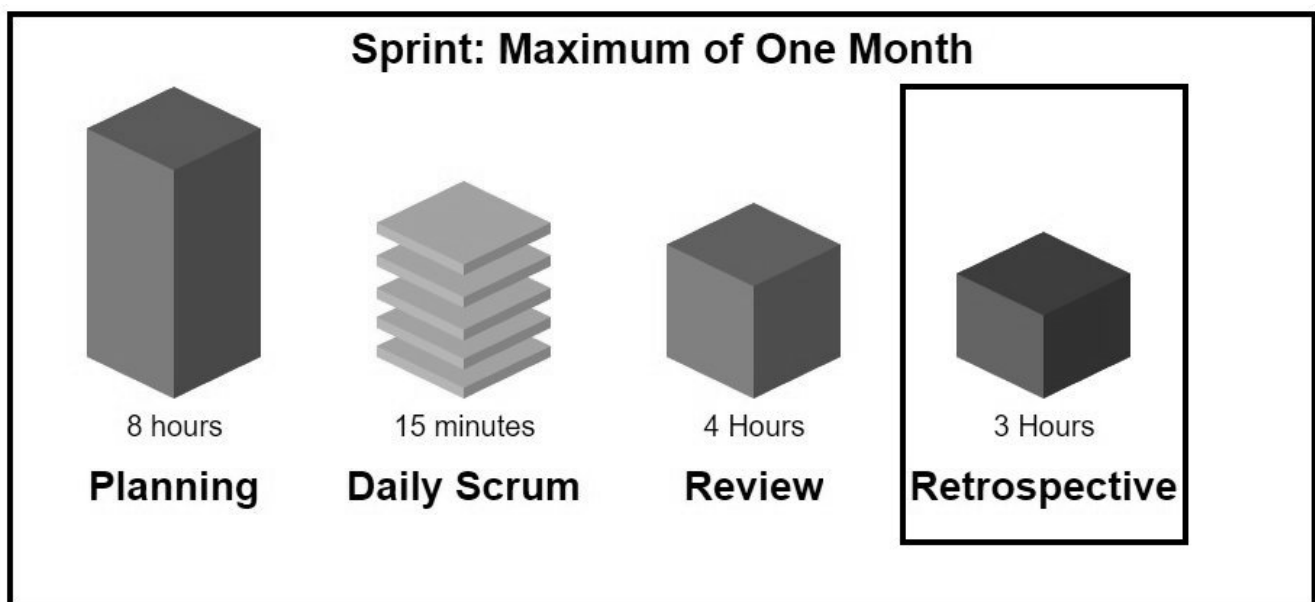 Sprint: Maximum of One Month
8 hours
15 minutes
4 Hours
3 Hours
Planning
Daily Scrum
Review
Retrospective